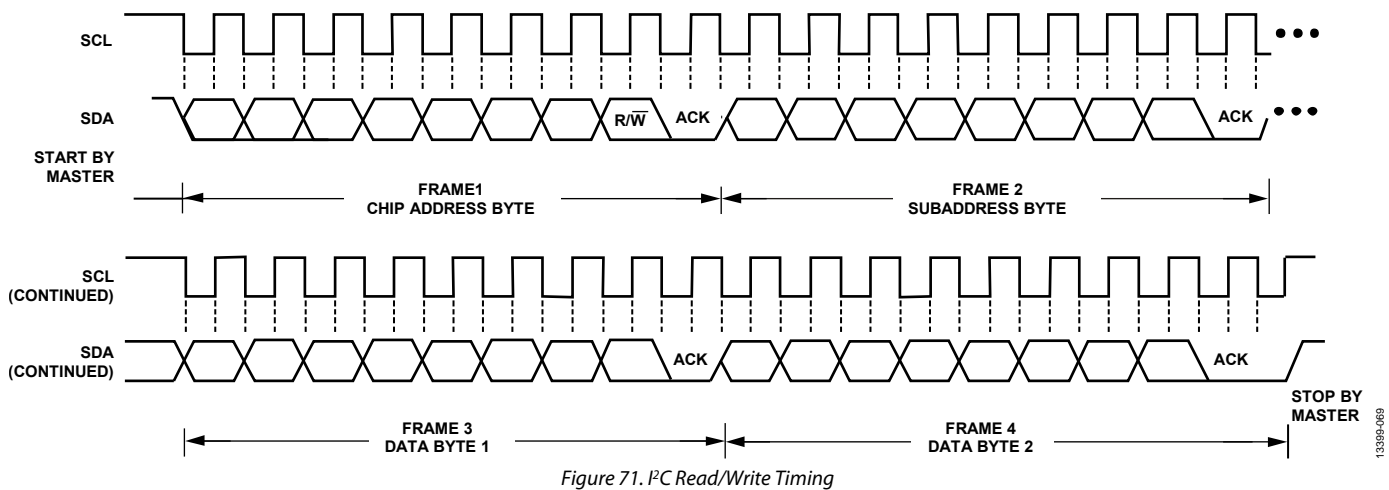 SCL
SDA
R/W̅ ACK ACK
START BY
MASTER
FRAME1
CHIP ADDRESS BYTE
FRAME 2
SUBADDRESS BYTE
SCL
(CONTINUED)
SDA
(CONTINUED)
ACK ACK
STOP BY
MASTER
FRAME 3
DATA BYTE 1
FRAME 4
DATA BYTE 2
13399-069
Figure 71. I²C Read/Write Timing